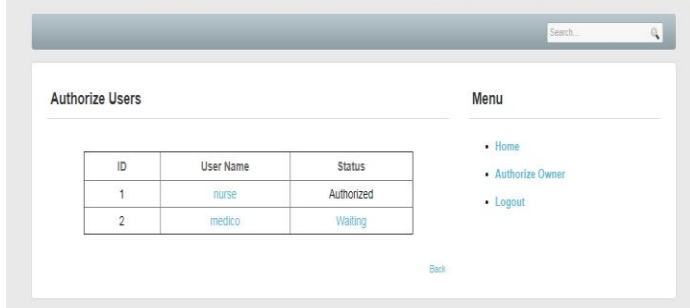 Search...
Authorize Users
ID User Name Status
1 nurse Authorized
2 medico Waiting
Back
Menu
Home
Authorize Owner
Logout